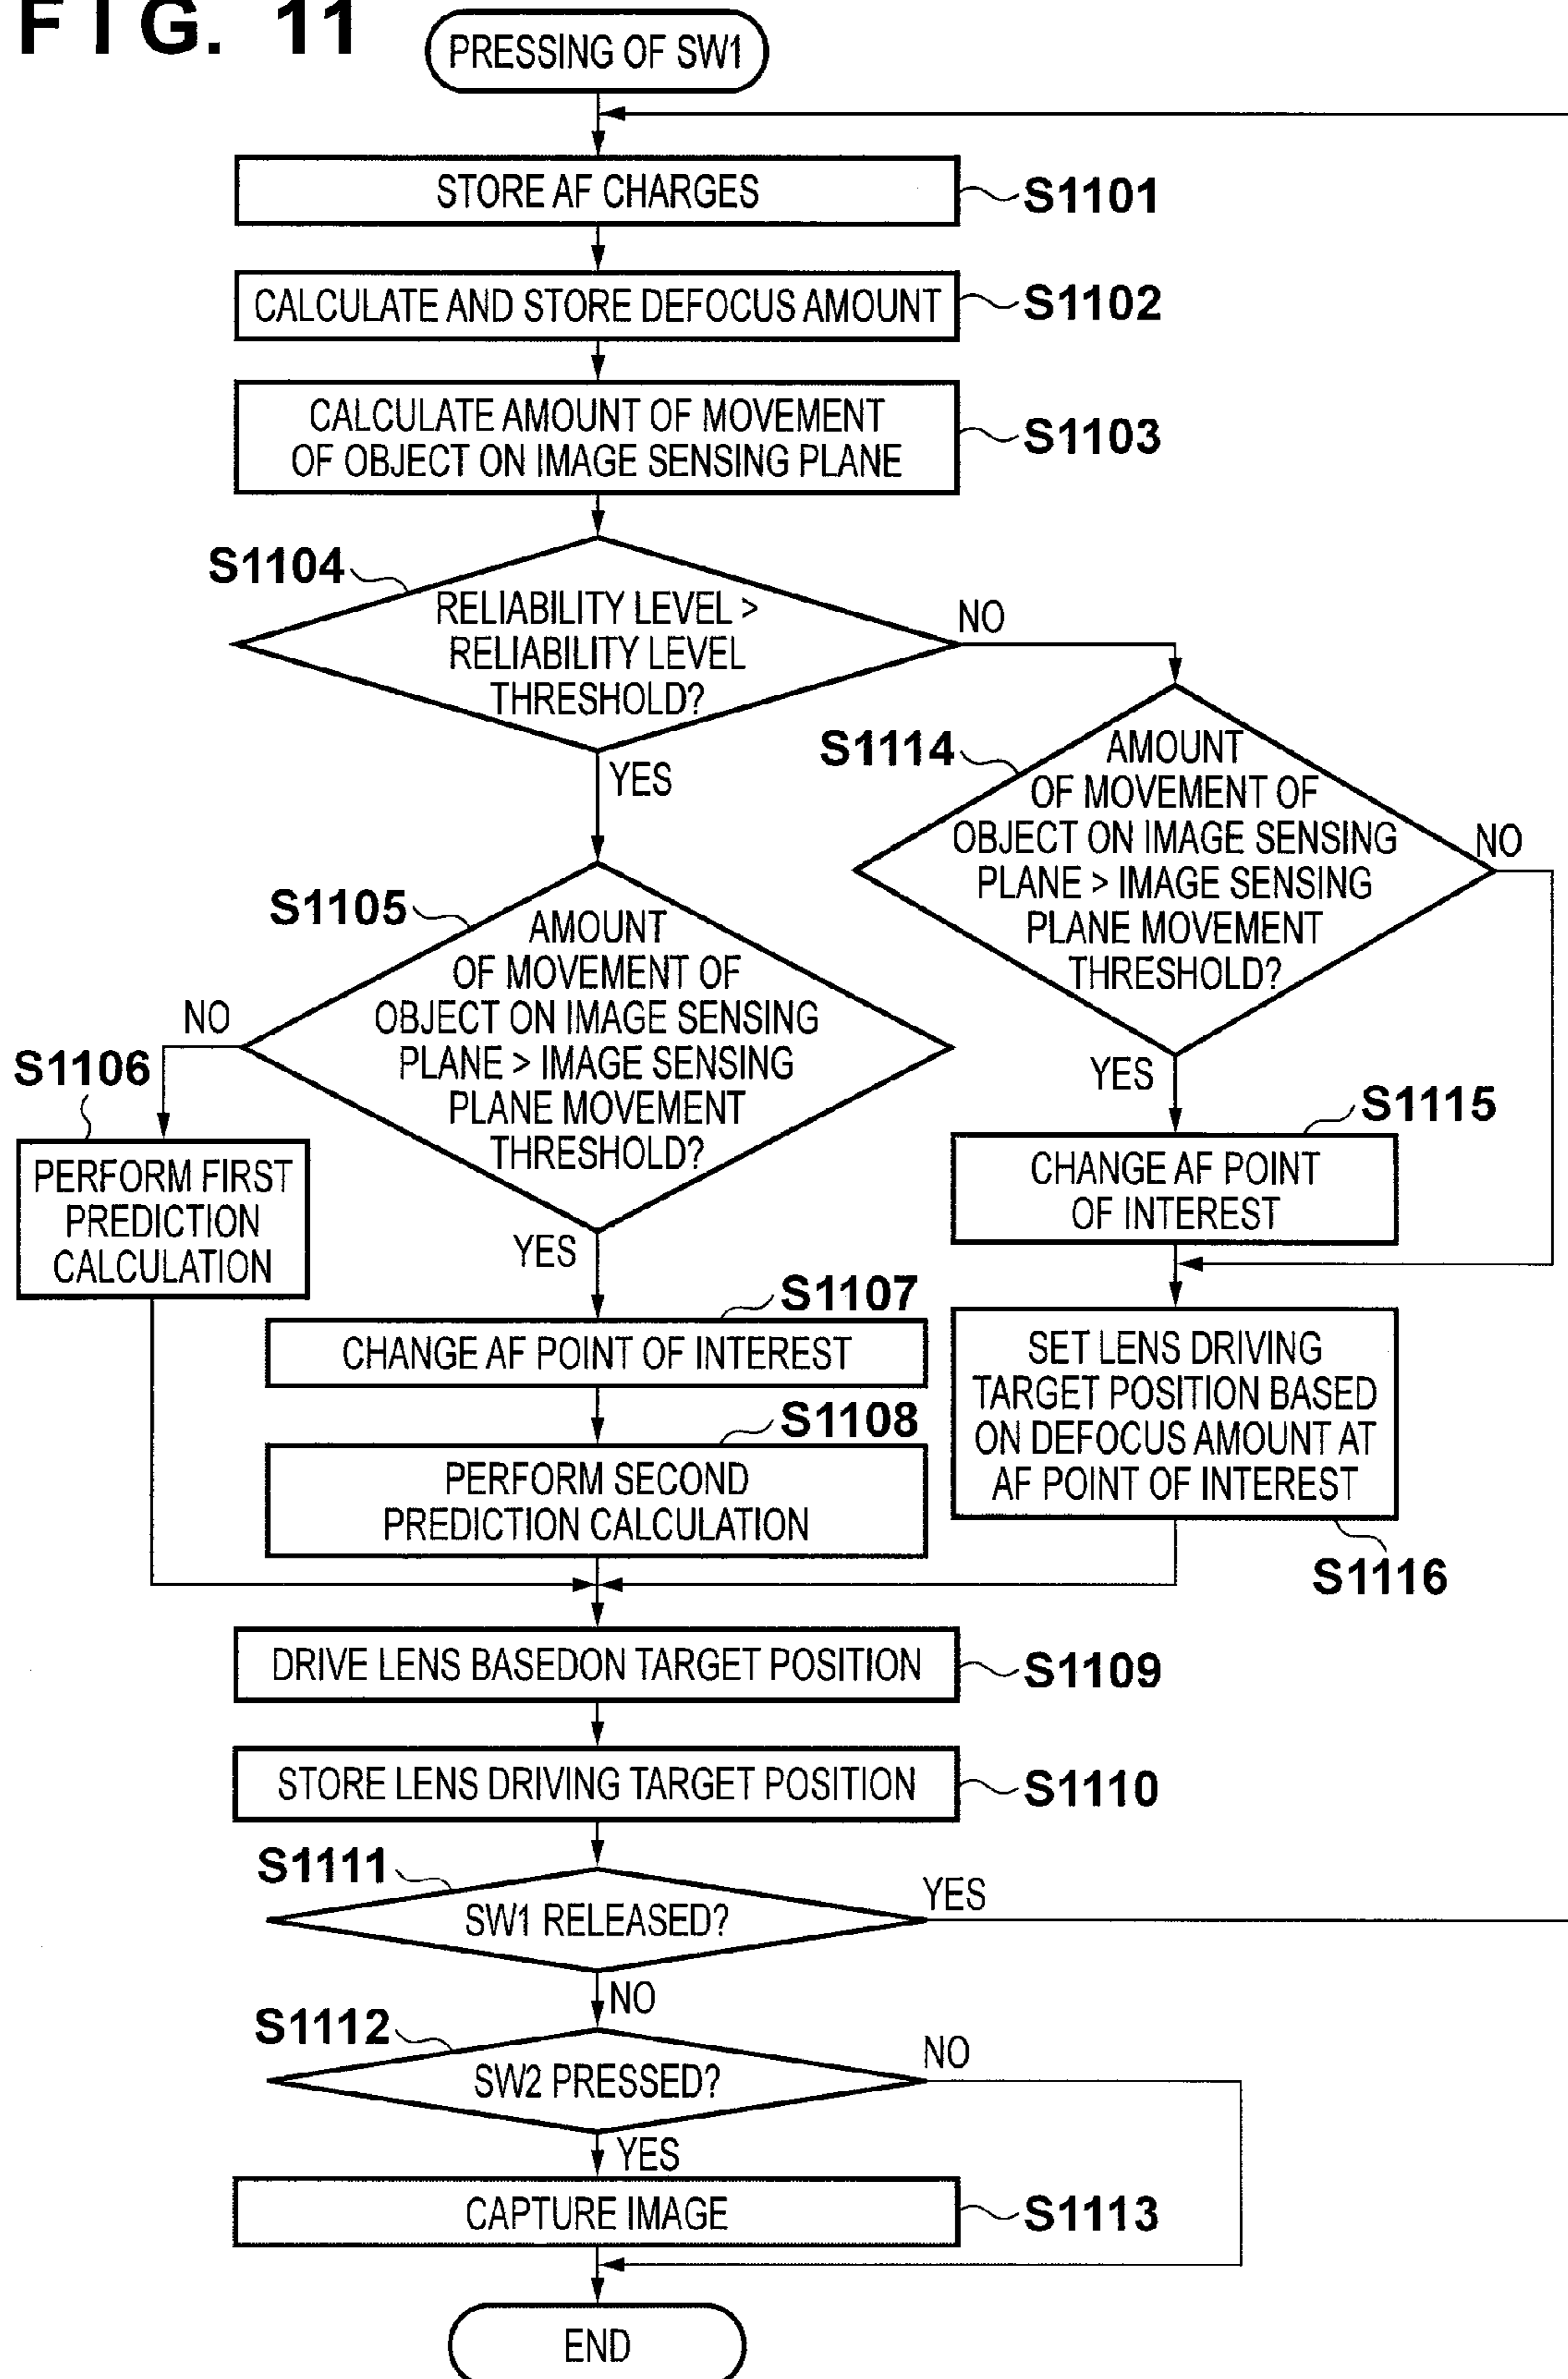 FIG. 11
PRESSING OF SW1
STORE AF CHARGES
S1101
CALCULATE AND STORE DEFOCUS AMOUNT
S1102
CALCULATE AMOUNT OF MOVEMENT
OF OBJECT ON IMAGE SENSING PLANE
S1103
S1104
RELIABILITY LEVEL >
RELIABILITY LEVEL
THRESHOLD?
NO
YES
S1114
AMOUNT
OF MOVEMENT OF
OBJECT ON IMAGE SENSING
PLANE > IMAGE SENSING
PLANE MOVEMENT
THRESHOLD?
NO
YES
S1105
AMOUNT
OF MOVEMENT OF
OBJECT ON IMAGE SENSING
PLANE > IMAGE SENSING
PLANE MOVEMENT
THRESHOLD?
NO
YES
S1106
PERFORM FIRST
PREDICTION
CALCULATION
S1115
CHANGE AF POINT
OF INTEREST
S1107
CHANGE AF POINT OF INTEREST
S1108
PERFORM SECOND
PREDICTION CALCULATION
SET LENS DRIVING
TARGET POSITION BASED
ON DEFOCUS AMOUNT AT
AF POINT OF INTEREST
S1116
DRIVE LENS BASEDON TARGET POSITION
S1109
STORE LENS DRIVING TARGET POSITION
S1110
S1111
SW1 RELEASED?
YES
NO
S1112
SW2 PRESSED?
NO
YES
CAPTURE IMAGE
S1113
END